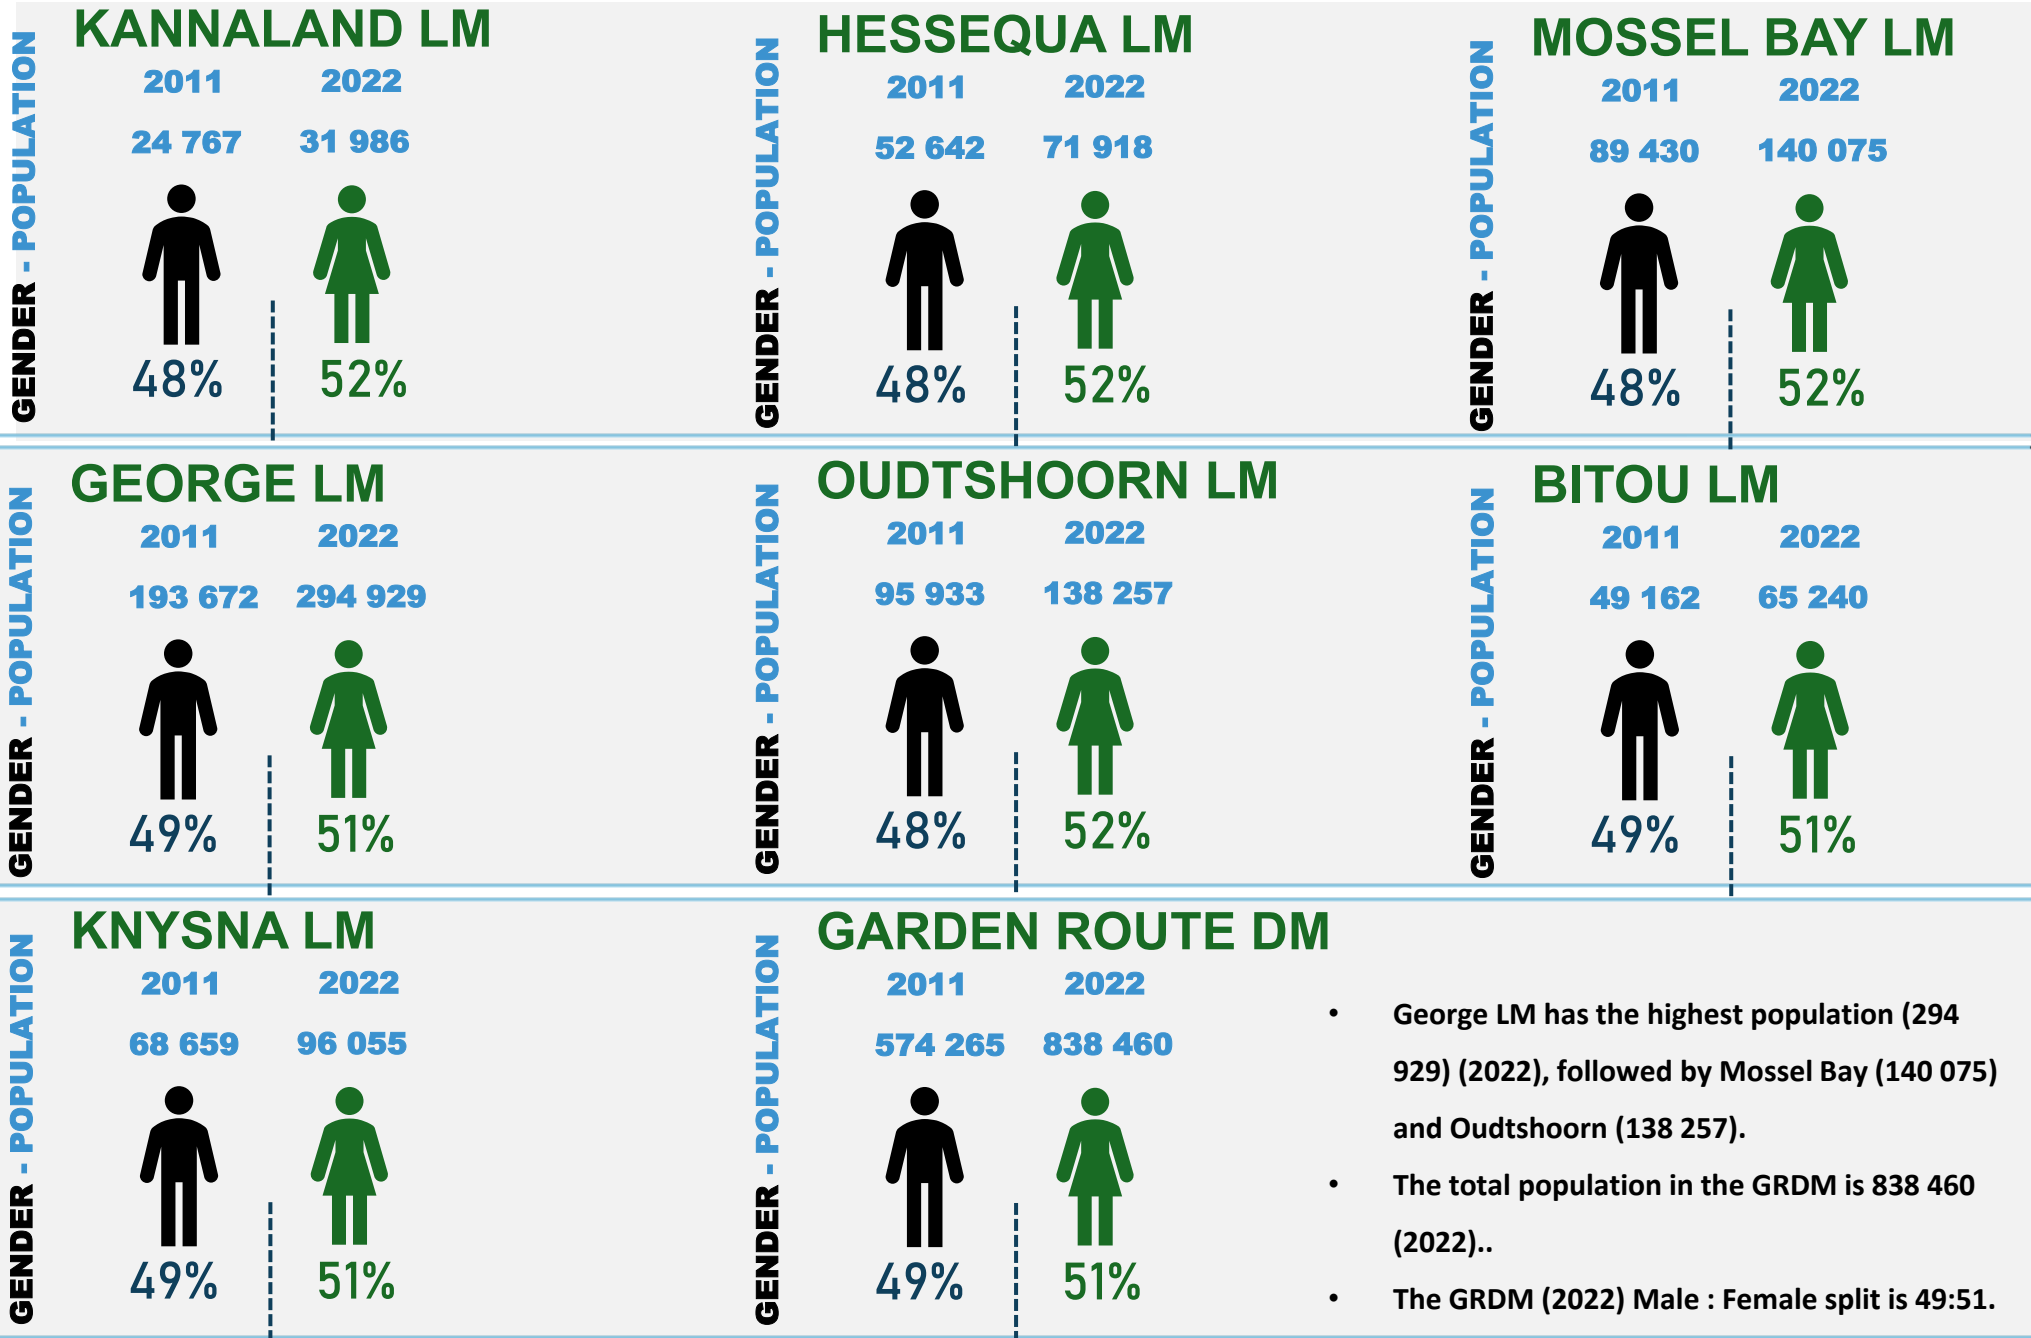 KANNALAND LM
GENDER - POPULATION
2011 2022
24 767 31 986
48% 52%
HESSEQUA LM
GENDER - POPULATION
2011 2022
52 642 71 918
48% 52%
MOSSEL BAY LM
GENDER - POPULATION
2011 2022
89 430 140 075
48% 52%
GEORGE LM
GENDER - POPULATION
2011 2022
193 672 294 929
49% 51%
OUDTSHOORN LM
GENDER - POPULATION
2011 2022
95 933 138 257
48% 52%
BITOU LM
GENDER - POPULATION
2011 2022
49 162 65 240
49% 51%
KNYSNA LM
GENDER - POPULATION
2011 2022
68 659 96 055
49% 51%
GARDEN ROUTE DM
GENDER - POPULATION
2011 2022
574 265 838 460
49% 51%
• George LM has the highest population (294
929) (2022), followed by Mossel Bay (140 075)
and Oudtshoorn (138 257).
• The total population in the GRDM is 838 460
(2022)..
• The GRDM (2022) Male : Female split is 49:51.